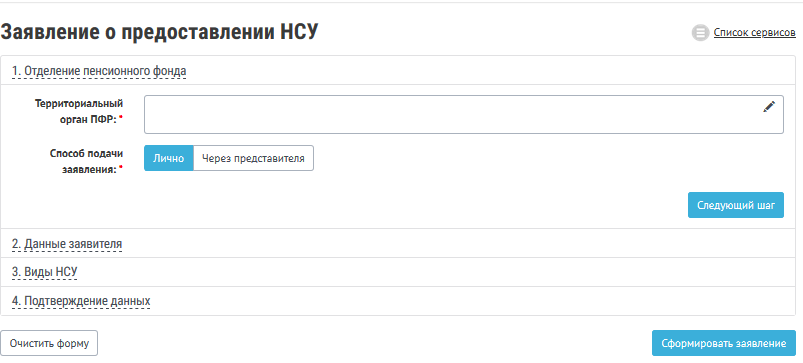 Заявление о предоставлении НСУ
Список сервисов
1. Отделение пенсионного фонда
Территориальный
орган ПФР: *
Способ подачи
заявления: *
Лично
Через представителя
Следующий шаг
2. Данные заявителя
3. Виды НСУ
4. Подтверждение данных
Очистить форму
Сформировать заявление